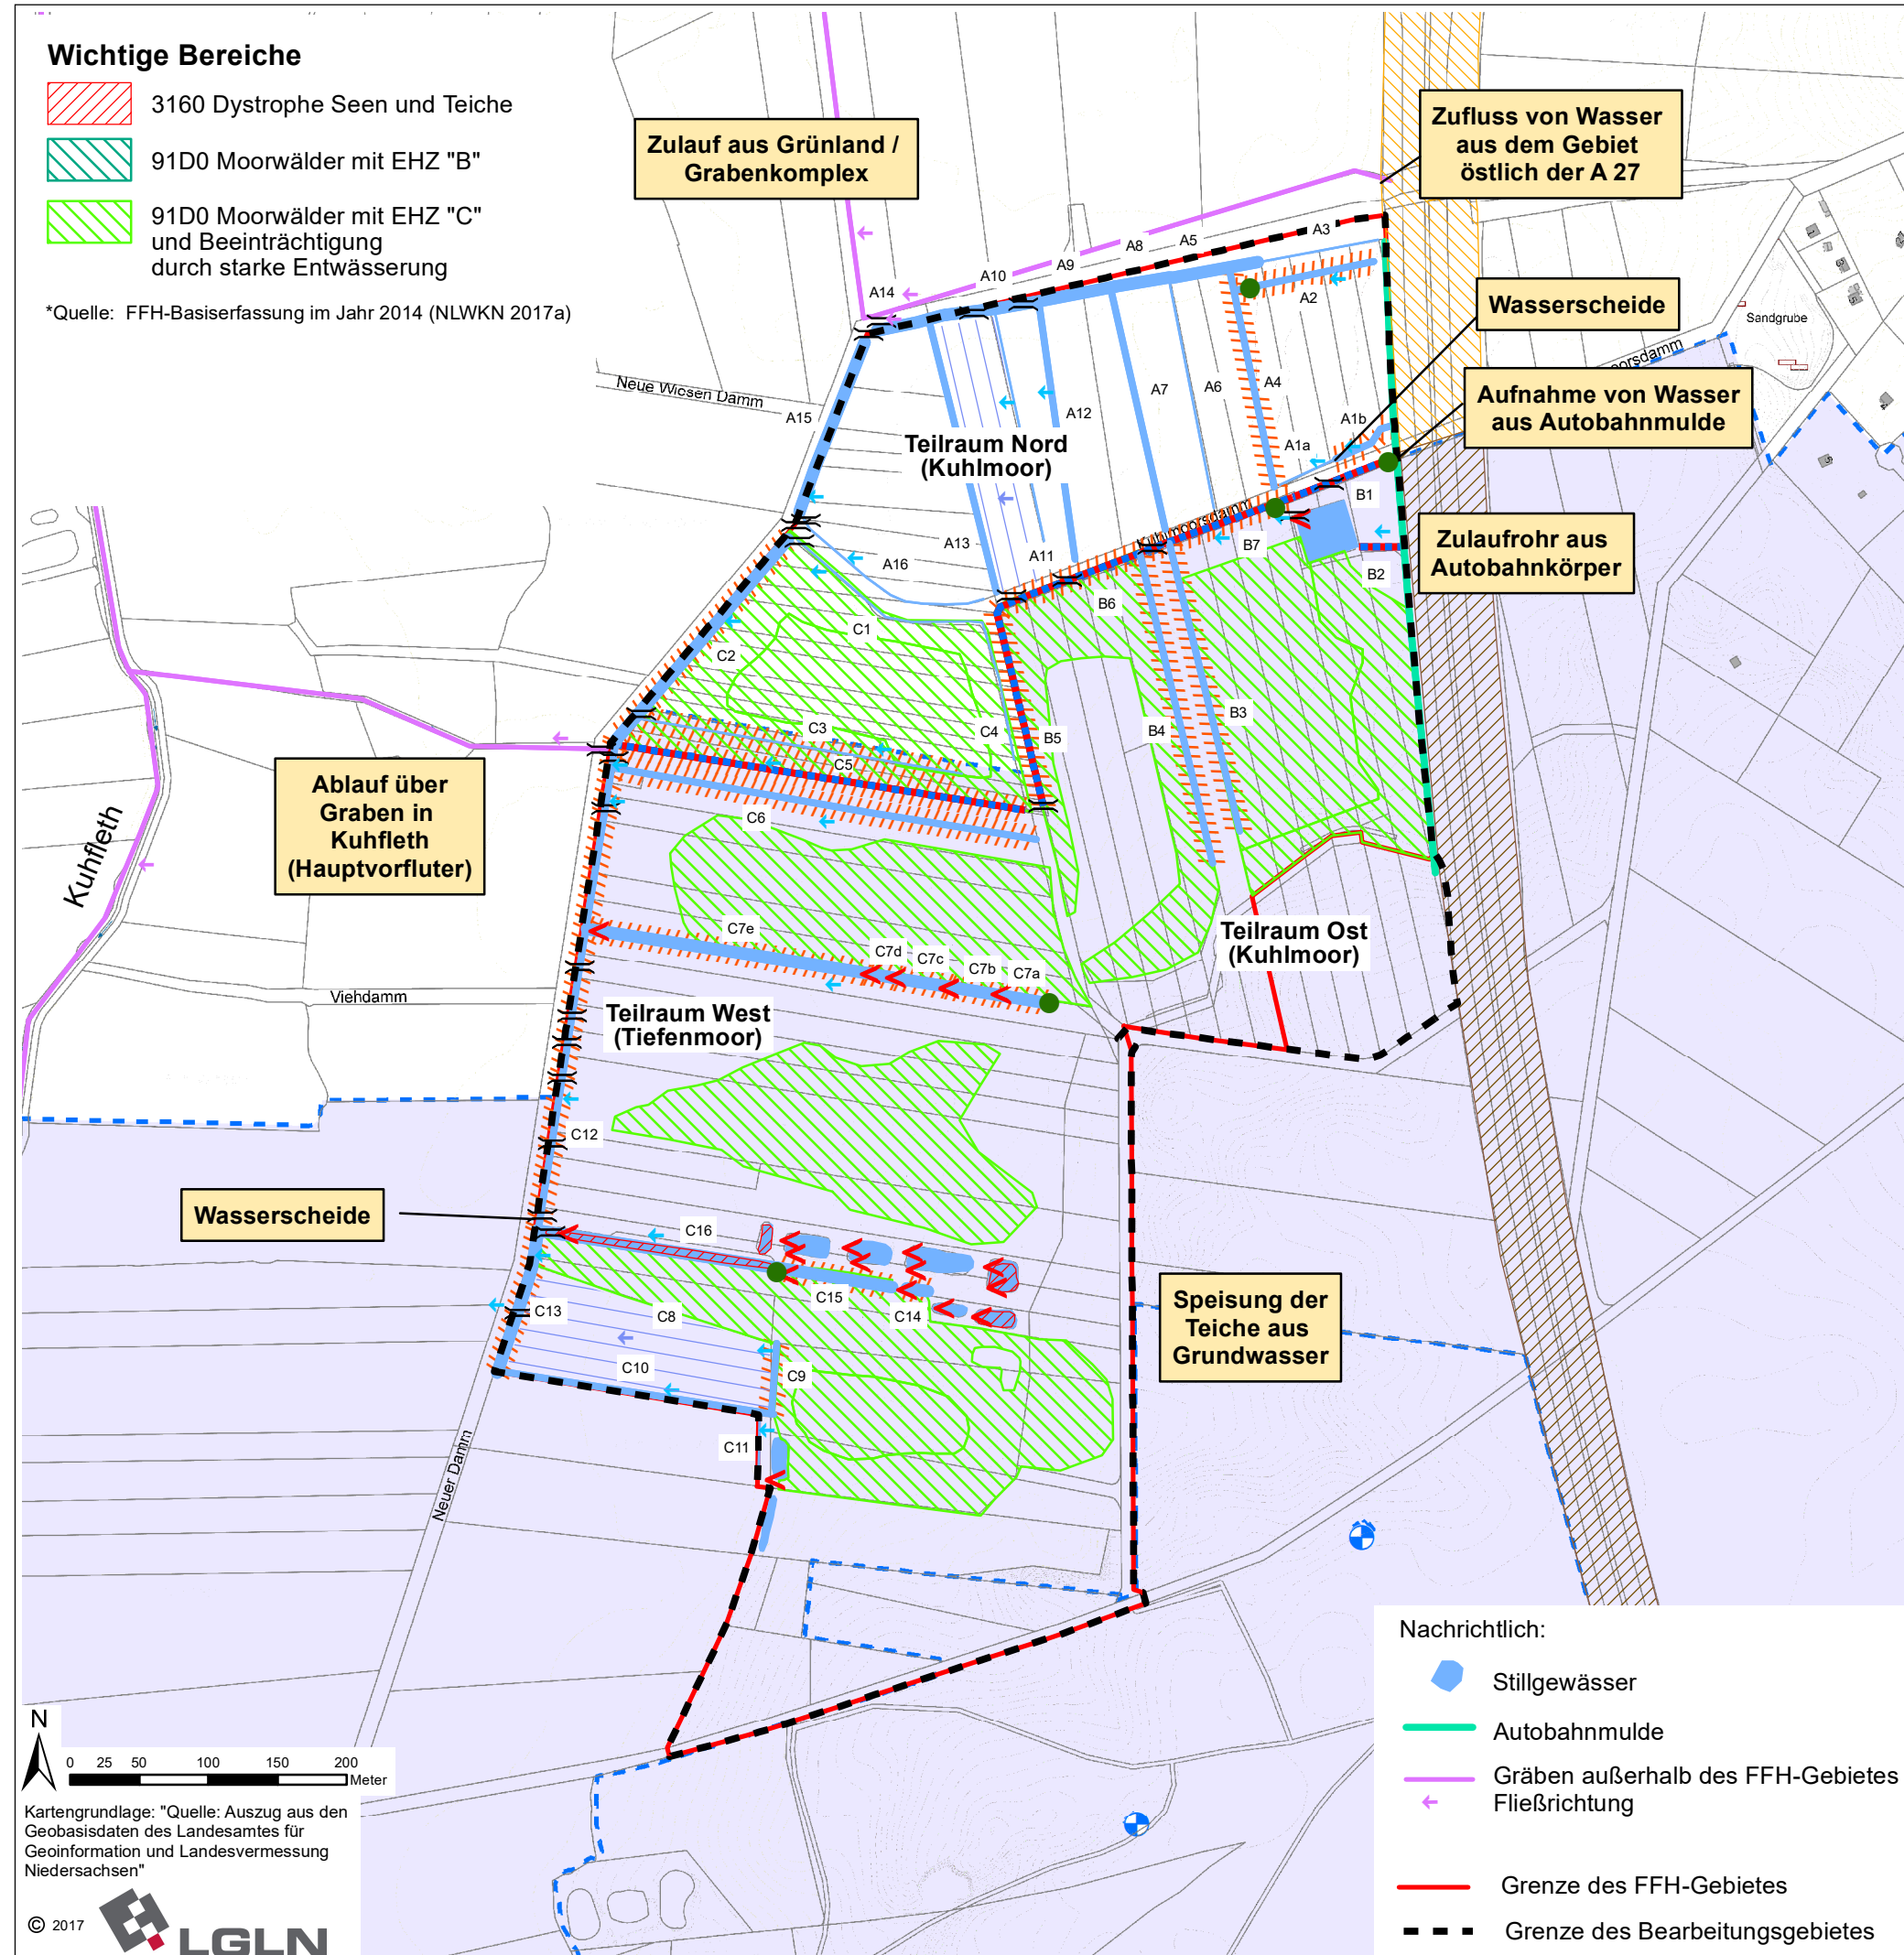 Wichtige Bereiche
3160 Dystrophe Seen und Teiche
91D0 Moorwälder mit EHZ "B"
91D0 Moorwälder mit EHZ "C"
und Beeinträchtigung
durch starke Entwässerung
*Quelle: FFH-Basiserfassung im Jahr 2014 (NLWKN 2017a)
Zulauf aus Grünland /
Grabenkomplex
Zufluss von Wasser
aus dem Gebiet
östlich der A 27
Wasserscheide
Sandgrube
Aufnahme von Wasser
aus Autobahnmulde
Zulaufrohr aus
Autobahnkörper
A3
A5
A8
A9
A10
A14
A2
A4
A6
A7
A12
A15
Neue Wiesen Damm
A1b
A1a
Teilraum Nord
(Kuhlmoor)
A13
A11
A16
B1
B7
B2
B6
C1
C2
C3
C4
C5
B5
B4
B3
C6
Ablauf über
Graben in
Kuhfleth
(Hauptvorfluter)
Kuhfleth
Viehdamm
C7e
C7d
C7c
C7b
C7a
Teilraum Ost
(Kuhlmoor)
Teilraum West
(Tiefenmoor)
C12
Wasserscheide
C16
C15
C14
C13
C8
C10
C9
C11
Neuer Damm
Speisung der
Teiche aus
Grundwasser
Nachrichtlich:
Stillgewässer
Autobahnmulde
Gräben außerhalb des FFH-Gebietes
Fließrichtung
Grenze des FFH-Gebietes
Grenze des Bearbeitungsgebietes
N
0 25 50 100 150 200
Meter
Kartengrundlage: "Quelle: Auszug aus den
Geobasisdaten des Landesamtes für
Geoinformation und Landesvermessung
Niedersachsen"
© 2017
LGLN